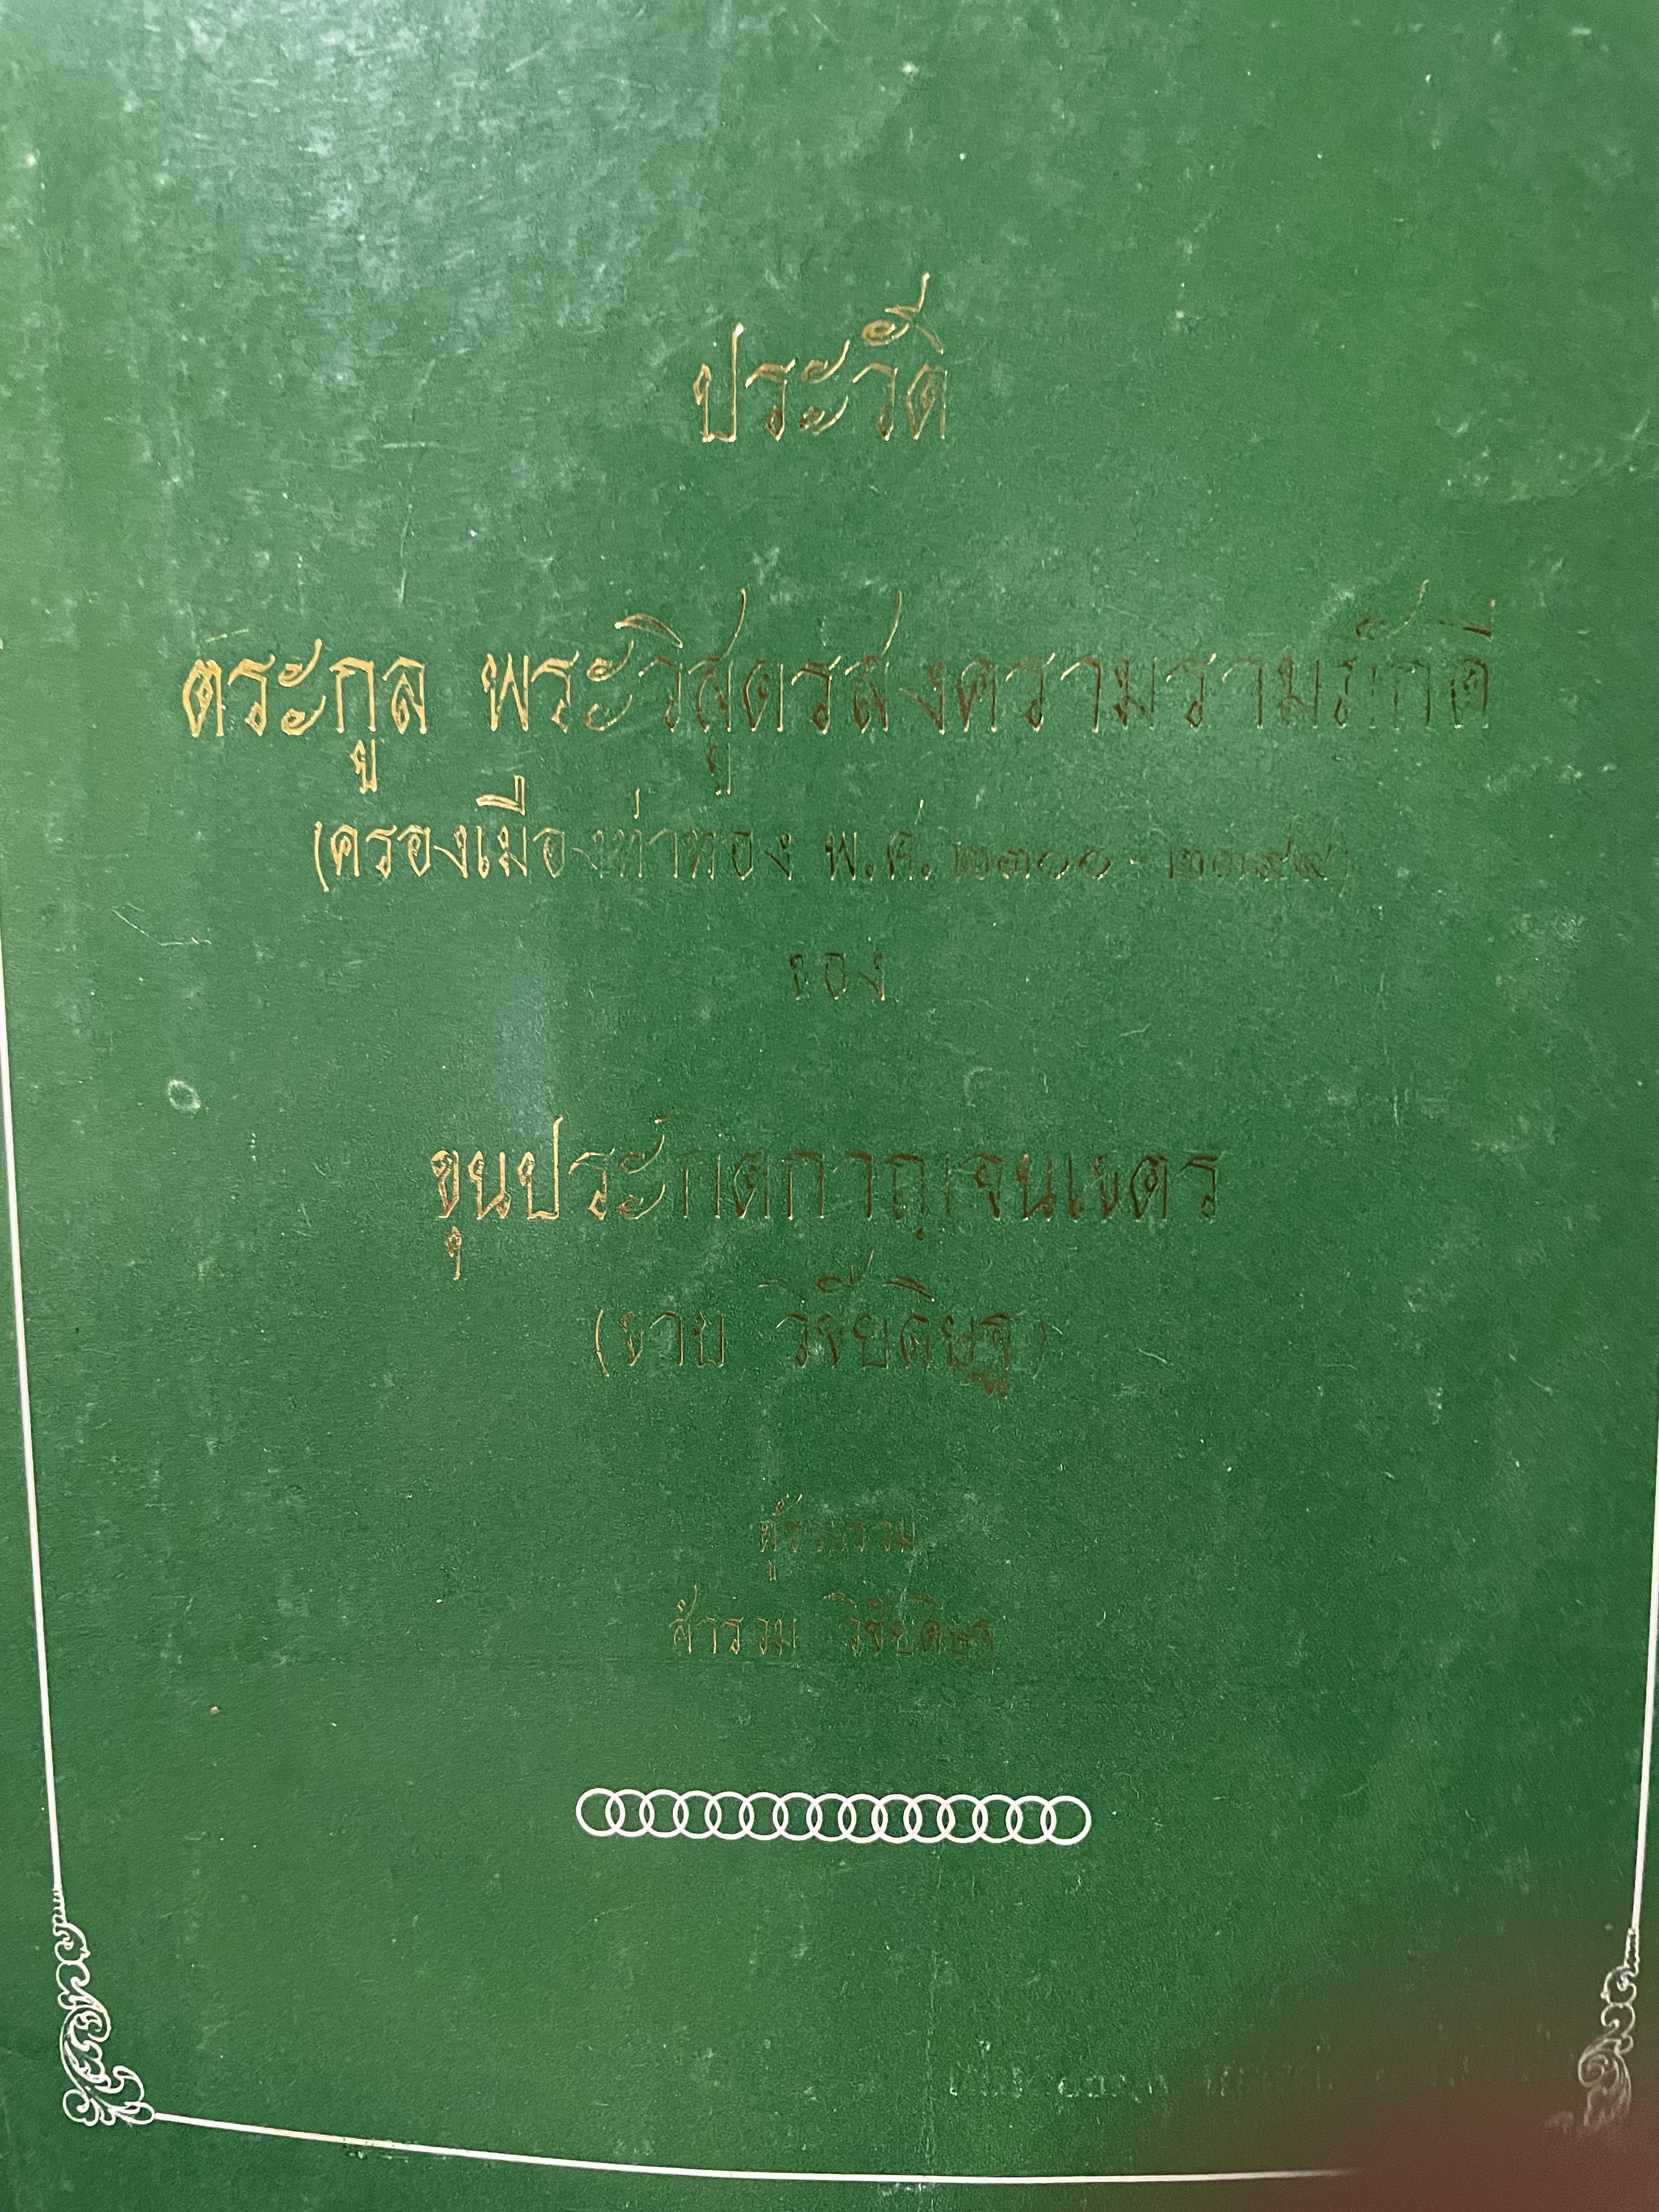 ประวัติ
ตระกูล พระวิสูตรสงครามรามภักดี
(ครองเมืองท่าทอง พ.ศ. ๒๓๐๐ - ๒๓๙๙)
ของ
ขุนประกิตกาญจนเขตร
(ขาบ วิชัยดิษฐ)
ผู้รวบรวม
สำรวม วิชัยดิษฐ